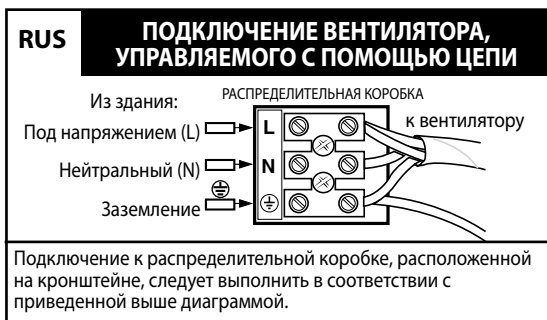 RUS
ПОДКЛЮЧЕНИЕ ВЕНТИЛЯТОРА,
УПРАВЛЯЕМОГО С ПОМОЩЬЮ ЦЕПИ
Из здания:
РАСПРЕДЕЛИТЕЛЬНАЯ КОРОБКА
к вентилятору
Под напряжением (L)
L
Нейтральный (N)
N
Заземление
Подключение к распределительной коробке, расположенной
на кронштейне, следует выполнить в соответствии с
приведенной выше диаграммой.